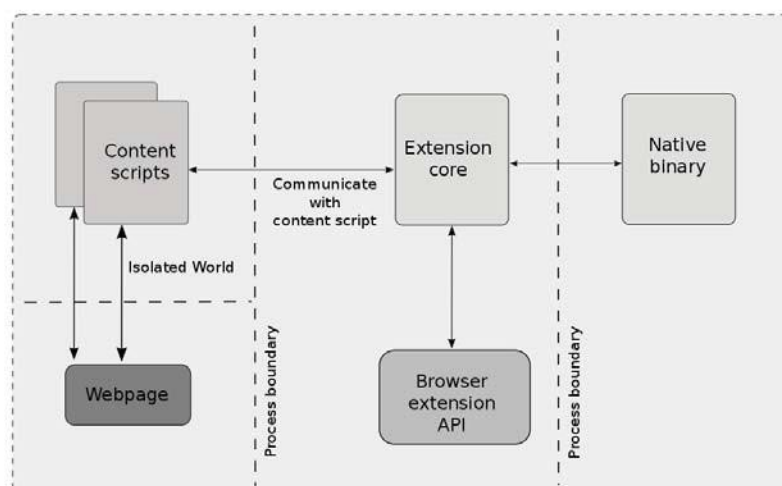 Content
scripts
Extension
core
Native
binary
Communicate
with
content script
Isolated World
Webpage
Browser
extension
API
Process boundary
Process boundary